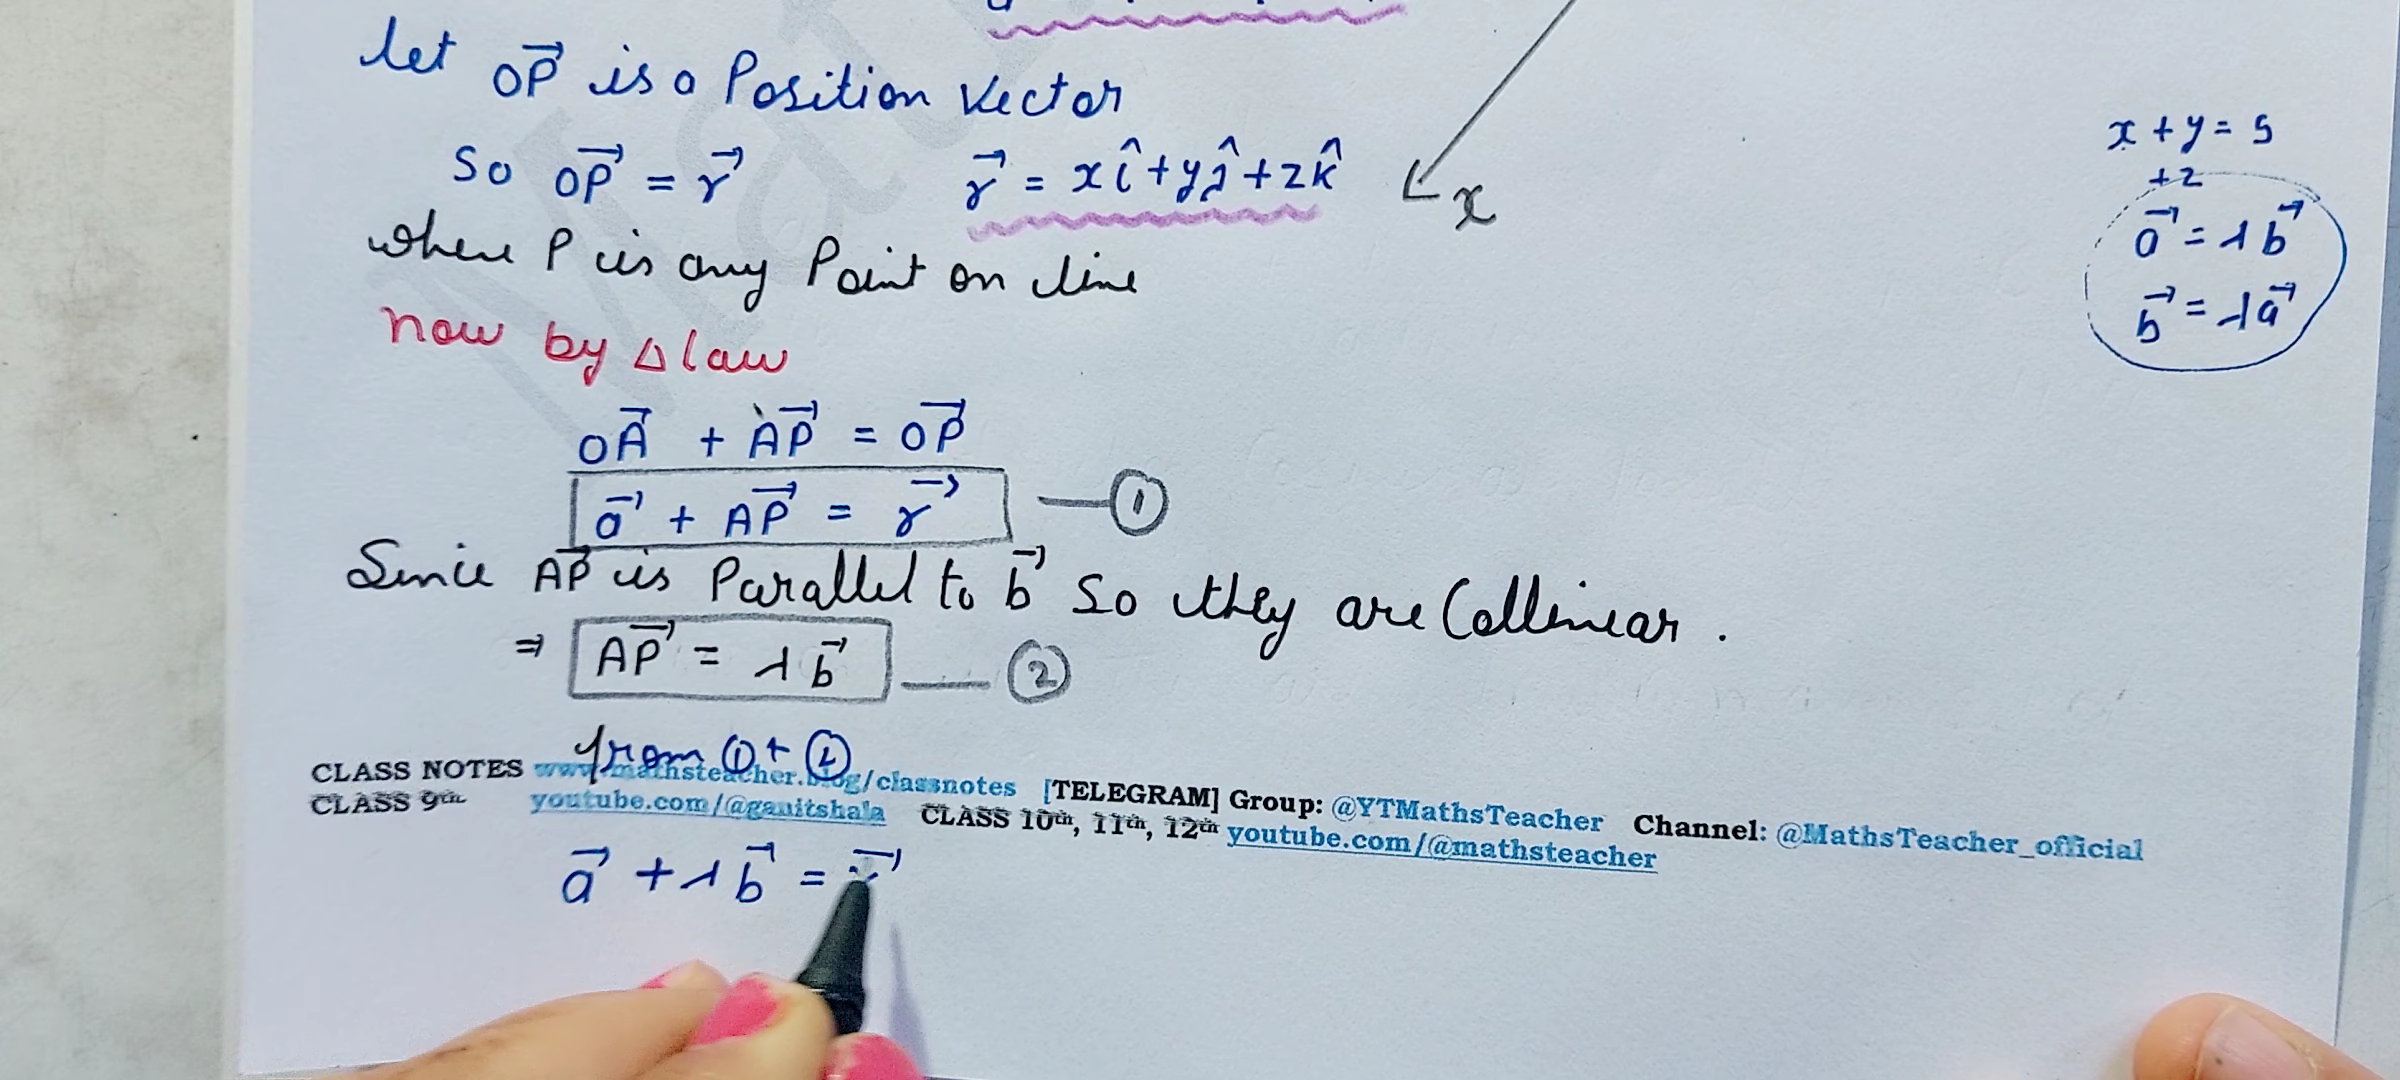 let OP⃗ is a Position Vector
So OP⃗ = r⃗
r⃗ = xî+yĵ+zk̂
x
where P is any Point on line
now by Δ law
OA⃗ + AP⃗ = OP⃗
a⃗ + AP⃗ = r⃗ — ①
Since AP⃗ is Parallel to b⃗ So they are Collinear.
⇒ AP⃗ = λb⃗ — ②
from ① + ②
CLASS NOTES www.mathsteacher.blog/classnotes [TELEGRAM] Group: @YTMathsTeacher Channel: @MathsTeacher_official
CLASS 9th youtube.com/@ganitshala CLASS 10th, 11th, 12th youtube.com/@mathsteacher
a⃗ + λb⃗ =
x + y = 5
+2
a⃗ = λb⃗
b⃗ = λa⃗